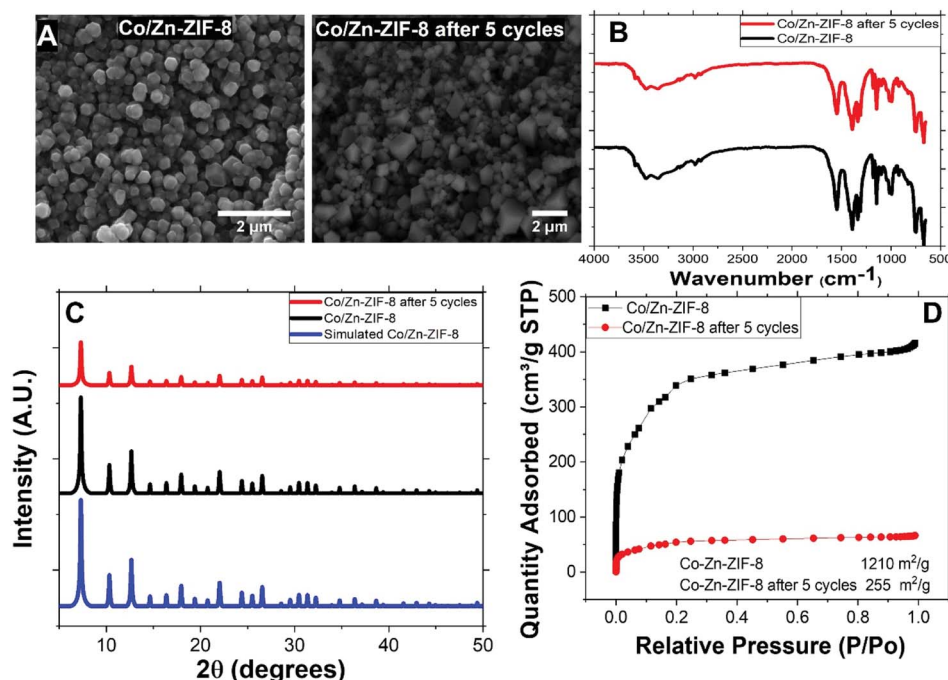 A
Co/Zn-ZIF-8
2 µm
Co/Zn-ZIF-8 after 5 cycles
2 µm
B
Co/Zn-ZIF-8 after 5 cycles
Co/Zn-ZIF-8
4000 3500 3000 2500 2000 1500 1000 500
Wavenumber (cm-1)
C
Co/Zn-ZIF-8 after 5 cycles
Co/Zn-ZIF-8
Simulated Co/Zn-ZIF-8
Intensity (A.U.)
10 20 30 40 50
2θ (degrees)
D
Co/Zn-ZIF-8
Co/Zn-ZIF-8 after 5 cycles
Quantity Adsorbed (cm³/g STP)
500
400
300
200
100
0
Co-Zn-ZIF-8 1210 m²/g
Co-Zn-ZIF-8 after 5 cycles 255 m²/g
0.0 0.2 0.4 0.6 0.8 1.0
Relative Pressure (P/Po)